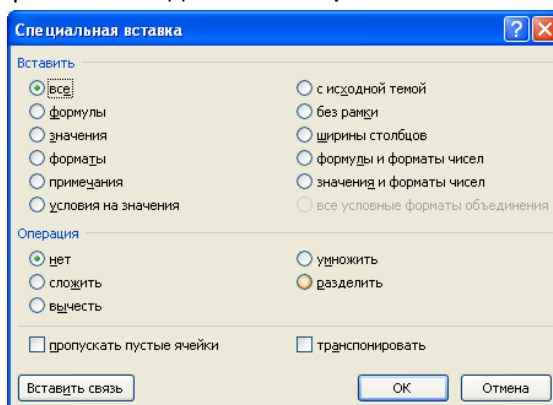 Специальная вставка
Вставить
все
с исходной темой
формулы
без рамки
значения
ширины столбцов
форматы
формулы и форматы чисел
примечания
значения и форматы чисел
условия на значения
все условные форматы объединения
Операция
нет
умножить
сложить
разделить
вычесть
пропускать пустые ячейки
транспонировать
Вставить связь
ОК
Отмена